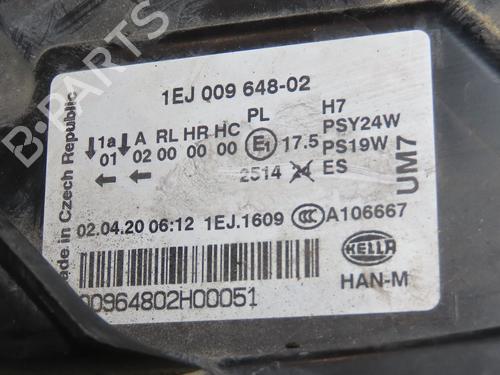 B-PARTS
Made in Czech Republic
1EJ 009 648-02
PL
H7
1a A RL HR HC
PSY24W
01 02 00 00 00 E1 17.5
PS19W
2514 24 ES
UM7
02.04.20 06:12 1EJ.1609 CCC A106667
HELLA
00964802H00051
HAN-M